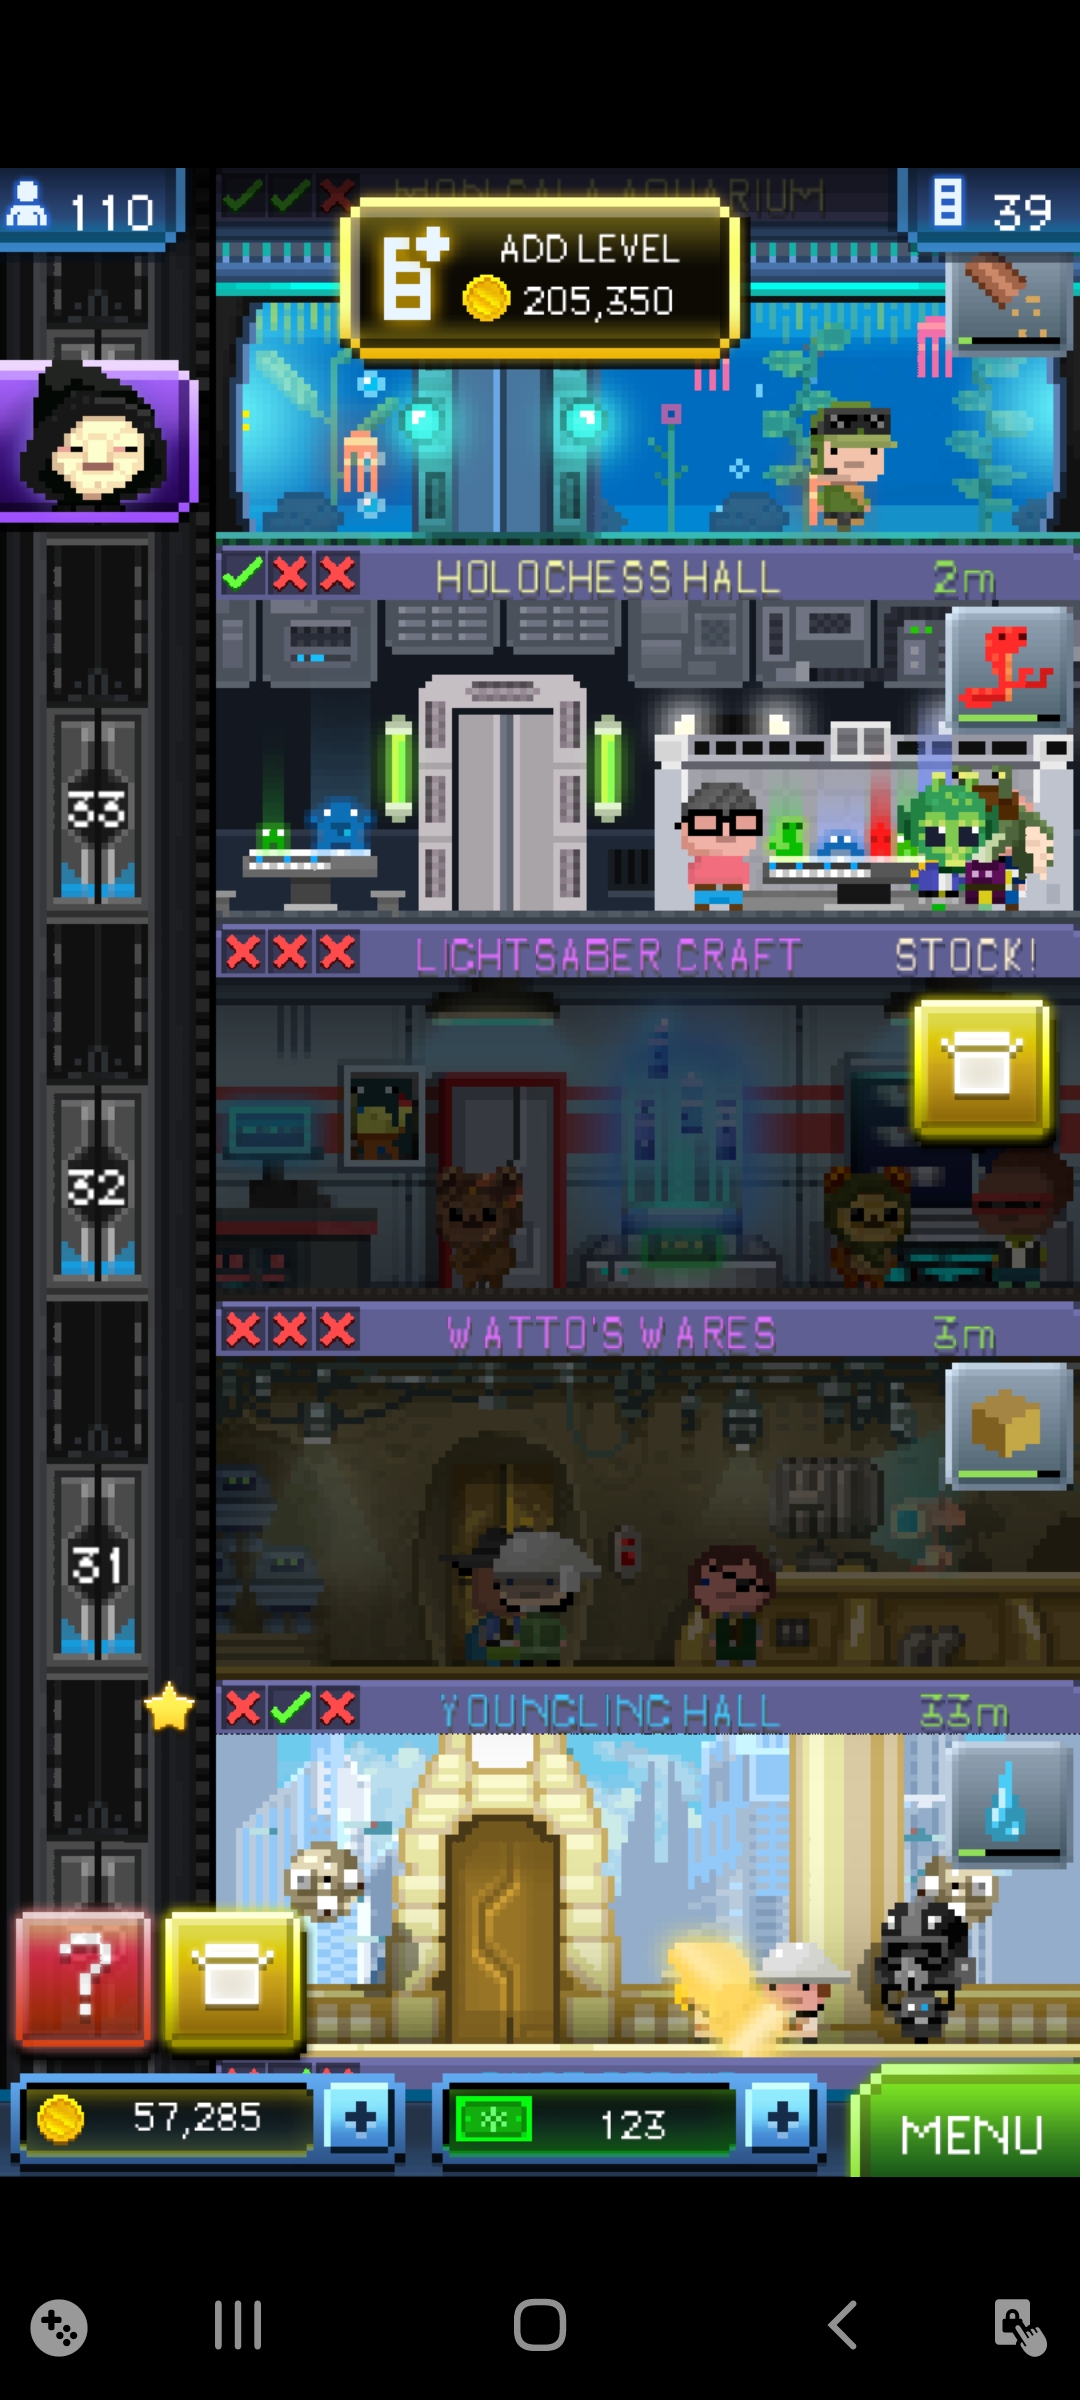 110
MON CALA AQUARIUM
39
ADD LEVEL
205,350
HOLOCHESS HALL 2m
33
LIGHTSABER CRAFT STOCK!
32
WATTO'S WARES 3m
31
YOUNGLING HALL 33m
?
57,285 +
123 +
MENU